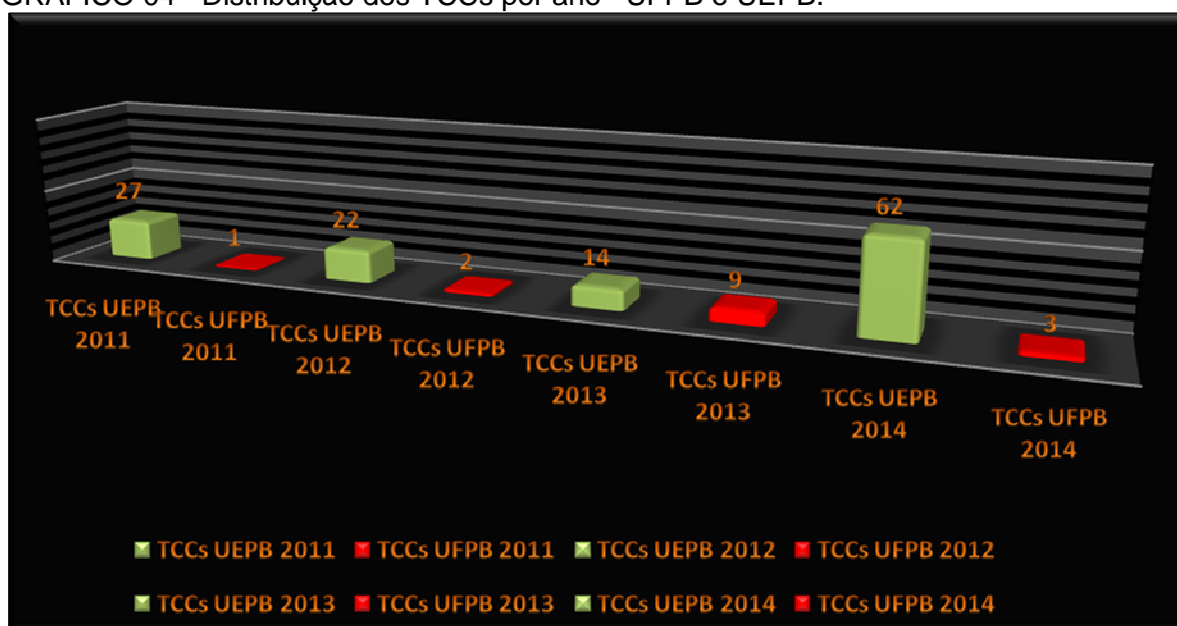 GRÁFICO 04 - Distribuição dos TCCs por ano - UFPB e UEPB.
27
1
22
2
14
9
62
3
TCCs UEPB
2011
TCCs UFPB
2011
TCCs UEPB
2012
TCCs UFPB
2012
TCCs UEPB
2013
TCCs UFPB
2013
TCCs UEPB
2014
TCCs UFPB
2014
TCCs UEPB 2011 TCCs UFPB 2011 TCCs UEPB 2012 TCCs UFPB 2012
TCCs UEPB 2013 TCCs UFPB 2013 TCCs UEPB 2014 TCCs UFPB 2014